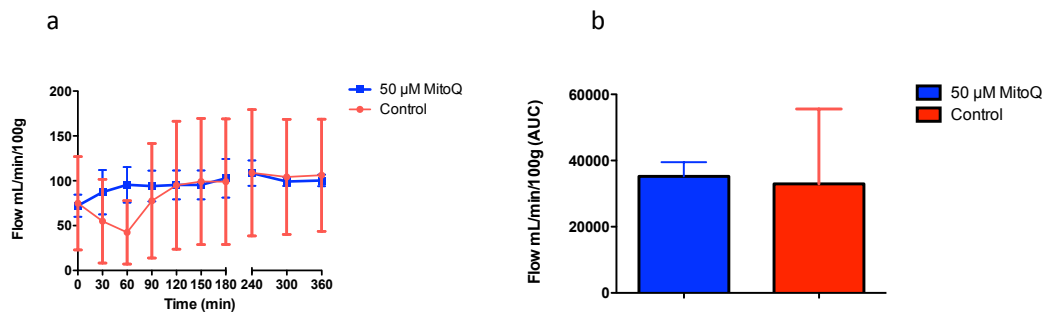 a
50 µM MitoQ
Control
Flow mL/min/100g
200
150
100
50
0
0 30 60 90 120 150 180 240 300 360
Time (min)
b
50 µM MitoQ
Control
Flow mL/min/100g (AUC)
60000
40000
20000
0